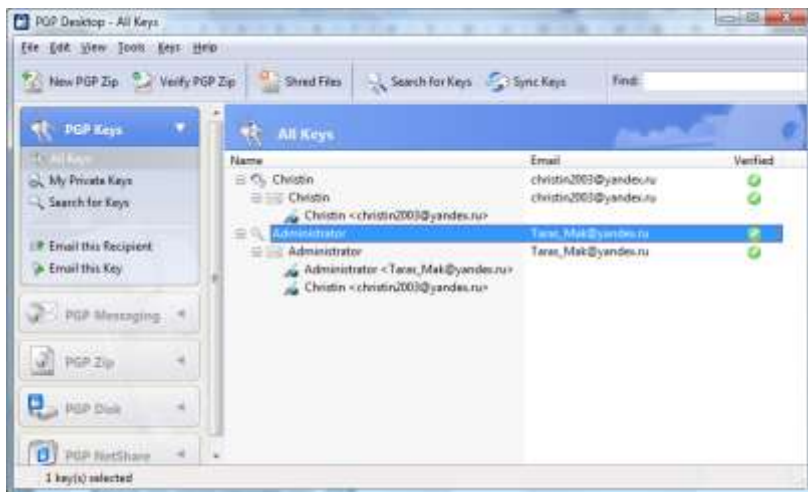 PGP Desktop - All Keys
File Edit View Tools Keys Help
New PGP Zip Verify PGP Zip Shred Files Search for Keys Sync Keys Find:
PGP Keys
All Keys
My Private Keys
Search for Keys
Email this Recipient
Email this Key
PGP Messaging
PGP Zip
PGP Disk
PGP NetShare
All Keys
Name Email Verified
Christin christin2003@yandex.ru
Christin christin2003@yandex.ru
Christin <christin2003@yandex.ru>
Administrator Taras_Mak@yandex.ru
Administrator Taras_Mak@yandex.ru
Administrator <Taras_Mak@yandex.ru>
Christin <christin2003@yandex.ru>
1 key(s) selected